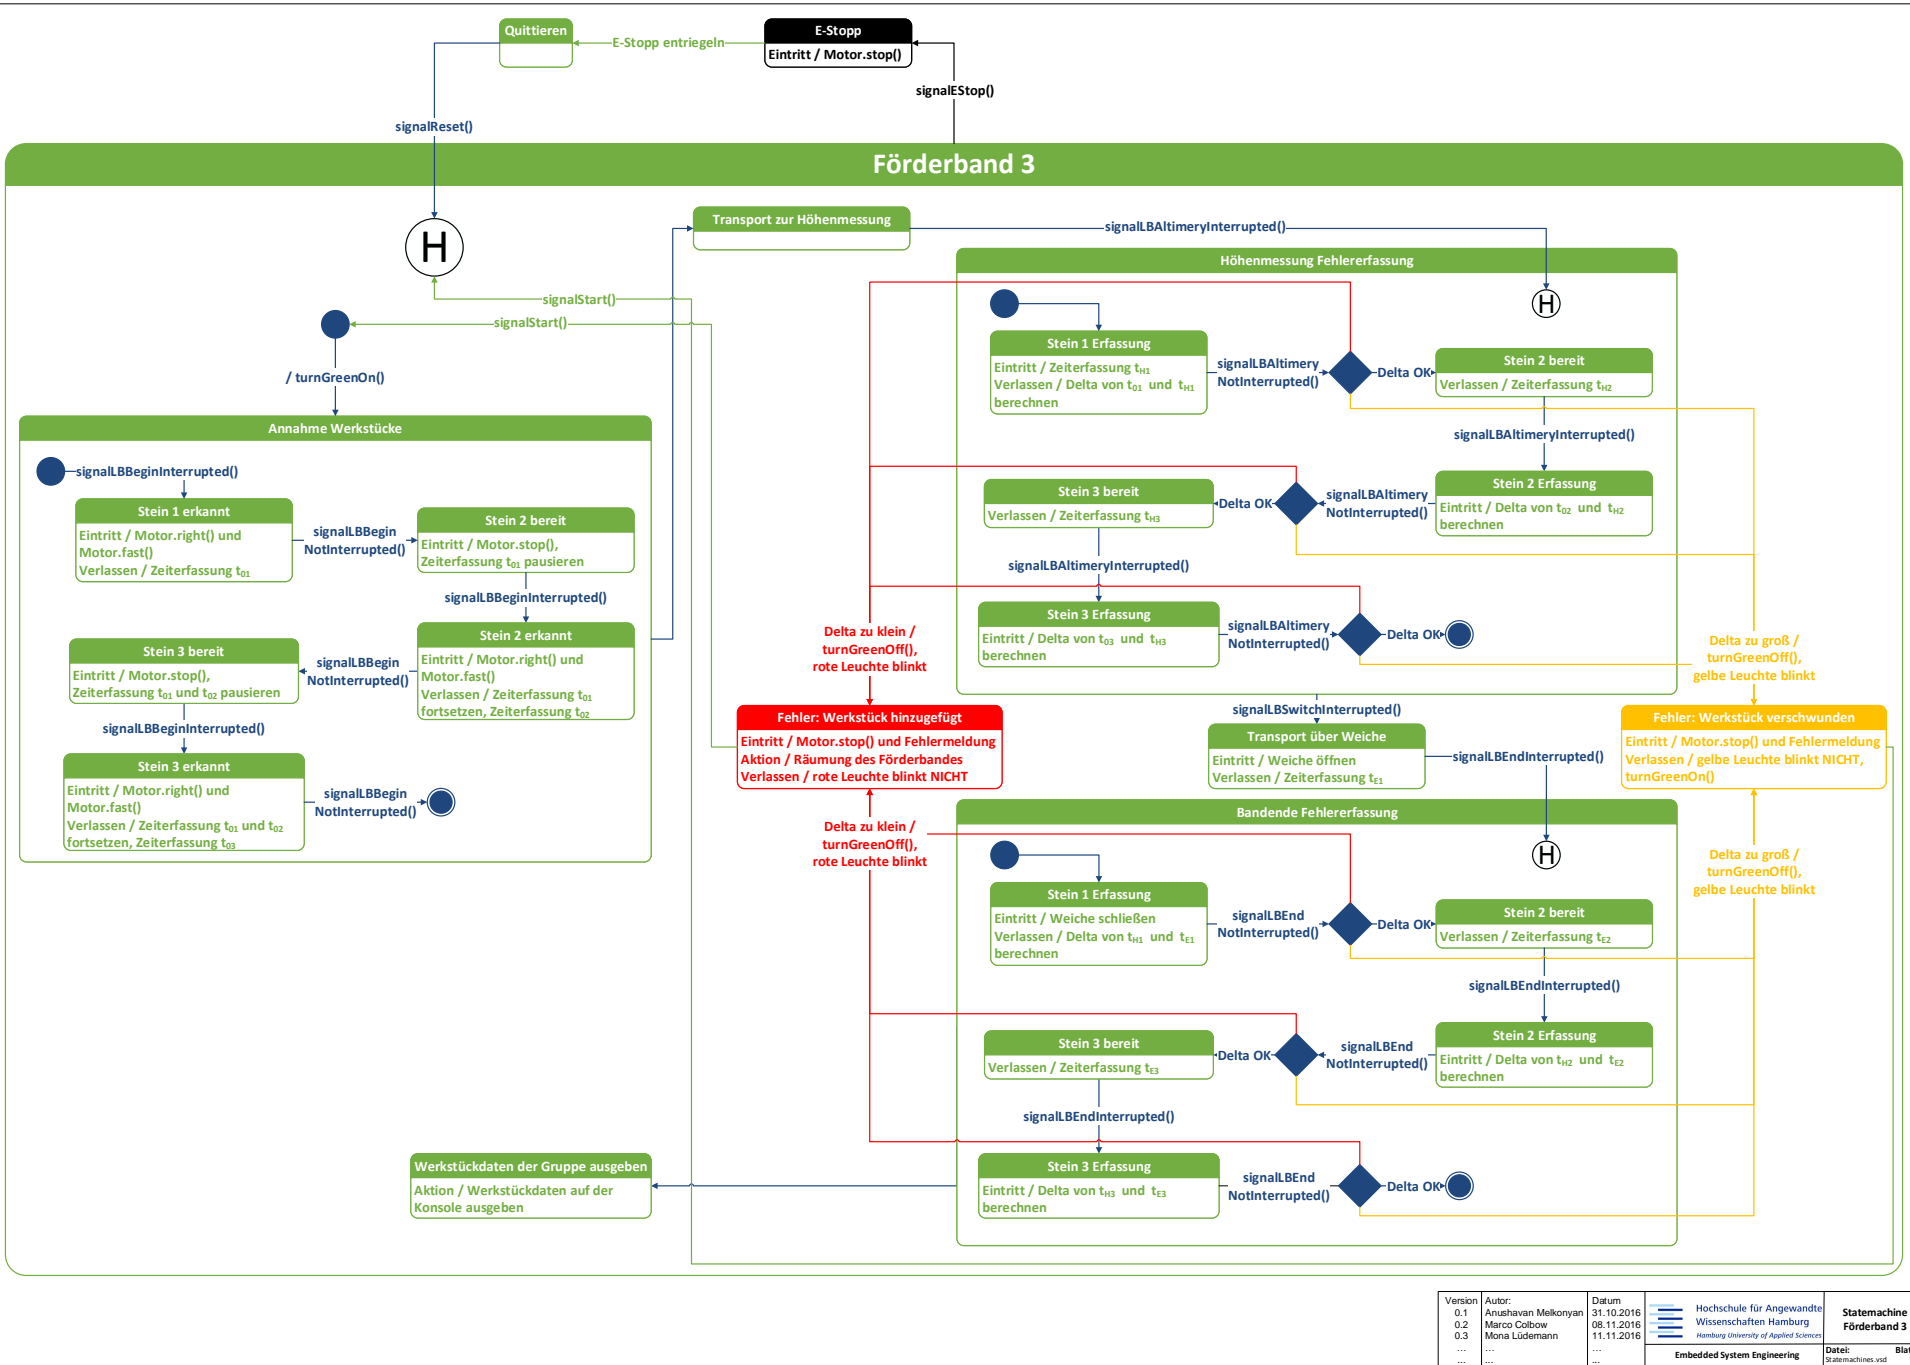 Quittieren
E-Stopp entriegeln
E-Stopp
Eintritt / Motor.stop()
signalEStop()
signalReset()
Förderband 3
H
signalStart()
signalStart()
/ turnGreenOn()
Transport zur Höhenmessung
signalLBAltimeryInterrupted()
Annahme Werkstücke
signalLBBeginInterrupted()
Stein 1 erkannt
Eintritt / Motor.right() und
Motor.fast()
Verlassen / Zeiterfassung t01
signalLBBegin
NotInterrupted()
Stein 2 bereit
Eintritt / Motor.stop(),
Zeiterfassung t01 pausieren
signalLBBeginInterrupted()
Stein 2 erkannt
Eintritt / Motor.right() und
Motor.fast()
Verlassen / Zeiterfassung t01
fortsetzen, Zeiterfassung t02
signalLBBegin
NotInterrupted()
Stein 3 bereit
Eintritt / Motor.stop(),
Zeiterfassung t01 und t02 pausieren
signalLBBeginInterrupted()
Stein 3 erkannt
Eintritt / Motor.right() und
Motor.fast()
Verlassen / Zeiterfassung t01 und t02
fortsetzen, Zeiterfassung t03
signalLBBegin
NotInterrupted()
Höhenmessung Fehlererfassung
H
Stein 1 Erfassung
Eintritt / Zeiterfassung tH1
Verlassen / Delta von t01 und tH1
berechnen
signalLBAltimery
NotInterrupted()
Delta OK
Stein 2 bereit
Verlassen / Zeiterfassung tH2
signalLBAltimeryInterrupted()
Stein 2 Erfassung
Eintritt / Delta von t02 und tH2
berechnen
signalLBAltimery
NotInterrupted()
Delta OK
Stein 3 bereit
Verlassen / Zeiterfassung tH3
signalLBAltimeryInterrupted()
Stein 3 Erfassung
Eintritt / Delta von t03 und tH3
berechnen
signalLBAltimery
NotInterrupted()
Delta OK
Delta zu klein /
turnGreenOff(),
rote Leuchte blinkt
Delta zu groß /
turnGreenOff(),
gelbe Leuchte blinkt
Fehler: Werkstück hinzugefügt
Eintritt / Motor.stop() und Fehlermeldung
Aktion / Räumung des Förderbandes
Verlassen / rote Leuchte blinkt NICHT
signalLBSwitchInterrupted()
Transport über Weiche
Eintritt / Weiche öffnen
Verlassen / Zeiterfassung tE1
signalLBEndInterrupted()
Fehler: Werkstück verschwunden
Eintritt / Motor.stop() und Fehlermeldung
Verlassen / gelbe Leuchte blinkt NICHT,
turnGreenOn()
Delta zu klein /
turnGreenOff(),
rote Leuchte blinkt
Delta zu groß /
turnGreenOff(),
gelbe Leuchte blinkt
Bandende Fehlererfassung
H
Stein 1 Erfassung
Eintritt / Weiche schließen
Verlassen / Delta von tH1 und tE1
berechnen
signalLBEnd
NotInterrupted()
Delta OK
Stein 2 bereit
Verlassen / Zeiterfassung tE2
signalLBEndInterrupted()
Stein 2 Erfassung
Eintritt / Delta von tH2 und tE2
berechnen
signalLBEnd
NotInterrupted()
Delta OK
Stein 3 bereit
Verlassen / Zeiterfassung tE3
signalLBEndInterrupted()
Stein 3 Erfassung
Eintritt / Delta von tH3 und tE3
berechnen
signalLBEnd
NotInterrupted()
Delta OK
Werkstückdaten der Gruppe ausgeben
Aktion / Werkstückdaten auf der
Konsole ausgeben
Version Autor: Datum
0.1 Anushavan Melkonyan 31.10.2016
0.2 Marco Colbow 08.11.2016
0.3 Mona Lüdemann 11.11.2016
... ... ...
... ... ...
Hochschule für Angewandte
Wissenschaften Hamburg
Hamburg University of Applied Sciences
Embedded System Engineering
Statemachine
Förderband 3
Datei: Blat
Statemachines.vsd